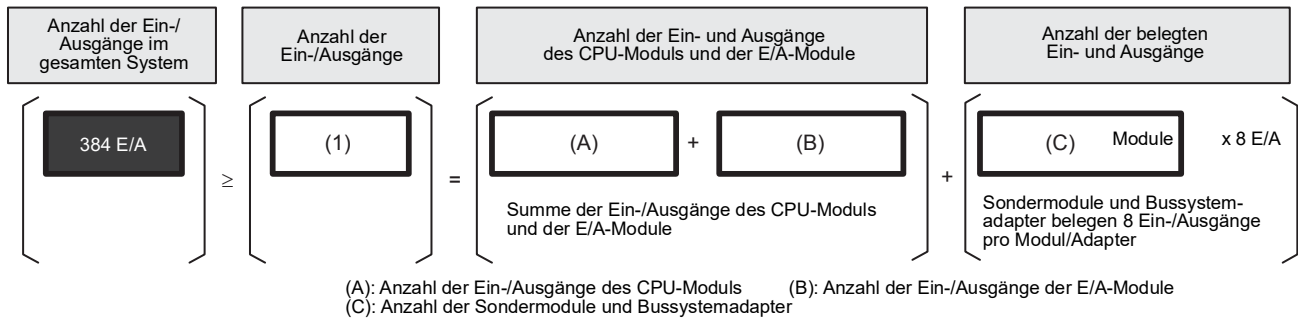 Anzahl der Ein-/
Ausgänge im
gesamten System
Anzahl der
Ein-/Ausgänge
Anzahl der Ein- und Ausgänge
des CPU-Moduls und der E/A-Module
Anzahl der belegten
Ein- und Ausgänge
384 E/A
≥
(1)
=
(A)
+
(B)
+
(C) Module
x 8 E/A
Summe der Ein-/Ausgänge des CPU-Moduls
und der E/A-Module
Sondermodule und Bussystem-
adapter belegen 8 Ein-/Ausgänge
pro Modul/Adapter
(A): Anzahl der Ein-/Ausgänge des CPU-Moduls (B): Anzahl der Ein-/Ausgänge der E/A-Module
(C): Anzahl der Sondermodule und Bussystemadapter